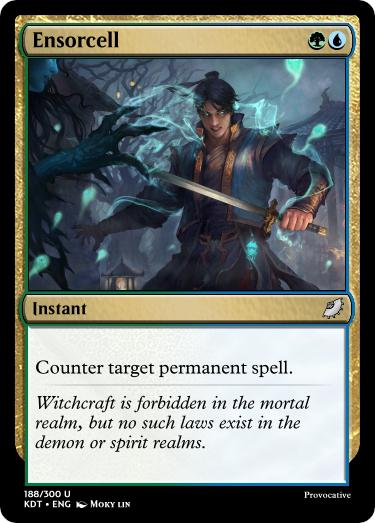 Ensorcell
Instant
Counter target permanent spell.
Witchcraft is forbidden in the mortal
realm, but no such laws exist in the
demon or spirit realms.
188/300 U
Provocative
KDT • ENG Moky lin